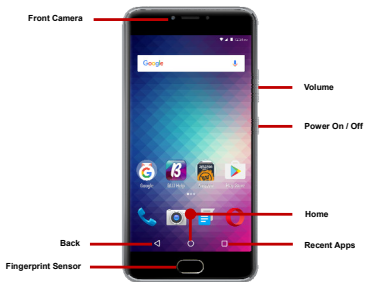 Front Camera
Google
Volume
Power On / Off
Google
Home
Back
Recent Apps
Fingerprint Sensor